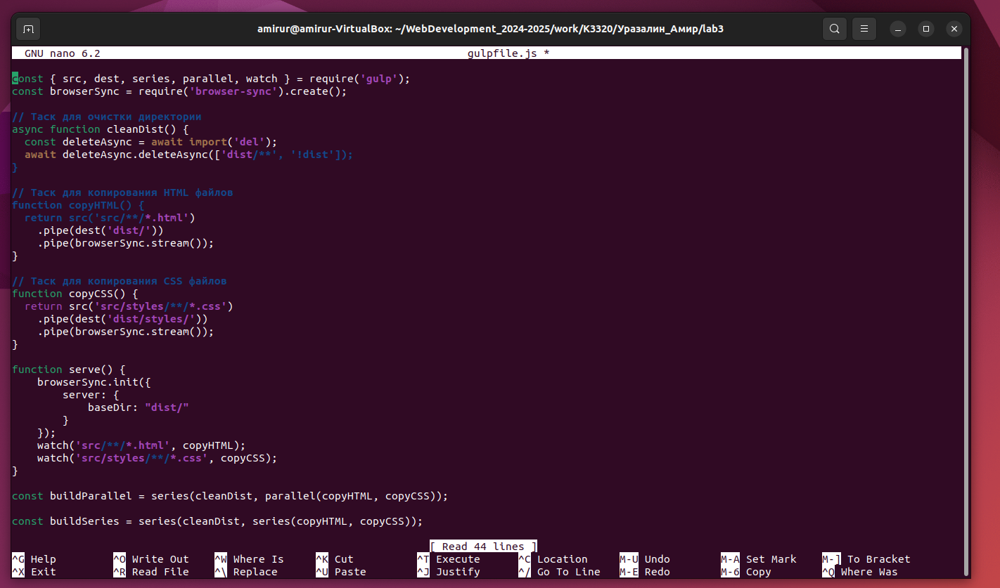 amirur@amirur-VirtualBox: ~/WebDevelopment_2024-2025/work/K3320/Уразалин_Амир/lab3
GNU nano 6.2 gulpfile.js *
const { src, dest, series, parallel, watch } = require('gulp');
const browserSync = require('browser-sync').create();
// Таск для очистки директории
async function cleanDist() {
  const deleteAsync = await import('del');
  await deleteAsync.deleteAsync(['dist/**', '!dist']);
}
// Таск для копирования HTML файлов
function copyHTML() {
  return src('src/**/*.html')
    .pipe(dest('dist/'))
    .pipe(browserSync.stream());
}
// Таск для копирования CSS файлов
function copyCSS() {
  return src('src/styles/**/*.css')
    .pipe(dest('dist/styles/'))
    .pipe(browserSync.stream());
}
function serve() {
    browserSync.init({
        server: {
            baseDir: "dist/"
        }
    });
    watch('src/**/*.html', copyHTML);
    watch('src/styles/**/*.css', copyCSS);
}
const buildParallel = series(cleanDist, parallel(copyHTML, copyCSS));
const buildSeries = series(cleanDist, series(copyHTML, copyCSS));
[ Read 44 lines ]
^G Help ^O Write Out ^W Where Is ^K Cut ^T Execute ^C Location M-U Undo M-A Set Mark M-] To Bracket
^X Exit ^R Read File ^\ Replace ^U Paste ^J Justify ^/ Go To Line M-E Redo M-6 Copy ^Q Where Was